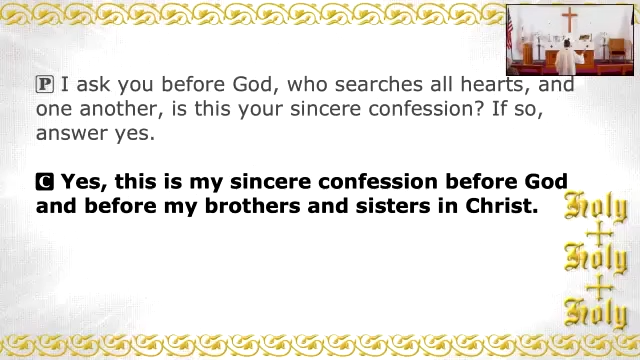 P I ask you before God, who searches all hearts, and
one another, is this your sincere confession? If so,
answer yes.
C Yes, this is my sincere confession before God
and before my brothers and sisters in Christ.
Holy
Holy
Holy